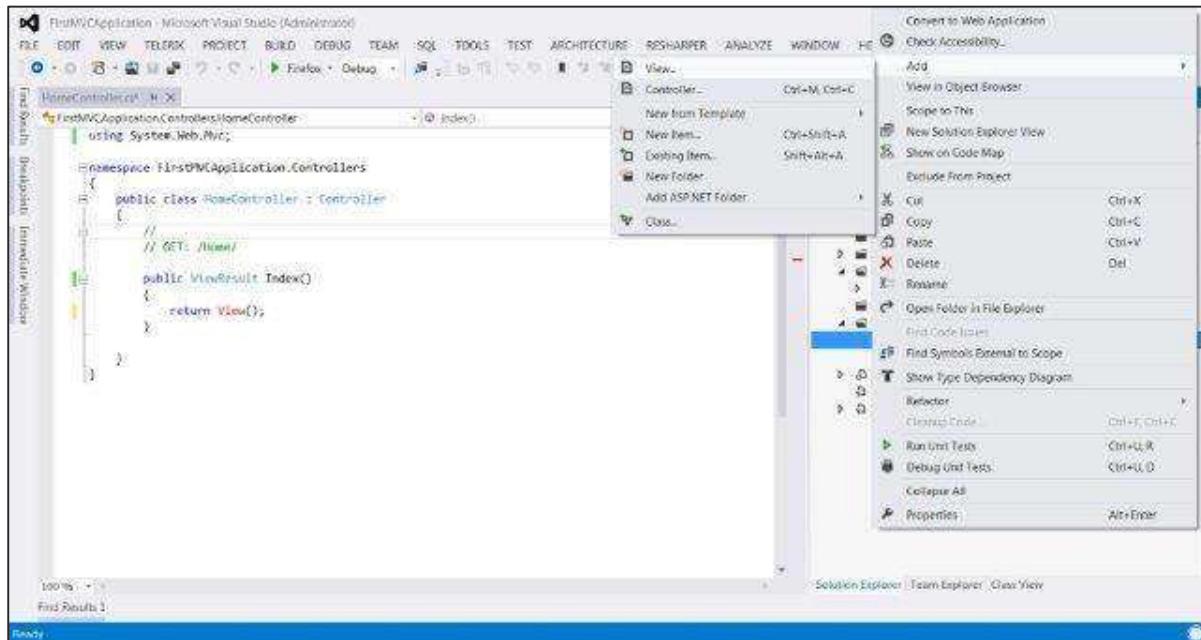 FirstMVCApplication - Microsoft Visual Studio (Administrator)
FILE EDIT VIEW TELERIK PROJECT BUILD DEBUG TEAM SQL TOOLS TEST ARCHITECTURE RESHARPER ANALYZE WINDOW HE
Firefox Debug
HomeController.cs*
FirstMVCApplication.Controllers.HomeController
Index()
using System.Web.Mvc;
namespace FirstMVCApplication.Controllers
{
public class HomeController : Controller
{
//
// GET: /Home/
public ViewResult Index()
{
return View();
}
}
}
Find Results
Breakpoints
Immediate Window
View...
Controller... Ctrl+M, Ctrl+C
New from Template
New Item... Ctrl+Shift+A
Existing Item... Shift+Alt+A
New Folder
Add ASP.NET Folder
Class...
Convert to Web Application
Check Accessibility...
Add
View in Object Browser
Scope to This
New Solution Explorer View
Show on Code Map
Exclude From Project
Cut Ctrl+X
Copy Ctrl+C
Paste Ctrl+V
Delete Del
Rename
Open Folder in File Explorer
Find Code Issues
Find Symbols External to Scope
Show Type Dependency Diagram
Refactor
Cleanup Code...
Run Unit Tests Ctrl+U, R
Debug Unit Tests Ctrl+U, D
Collapse All
Properties Alt+Enter
100 %
Solution Explorer Team Explorer Class View
Find Results 1
Ready